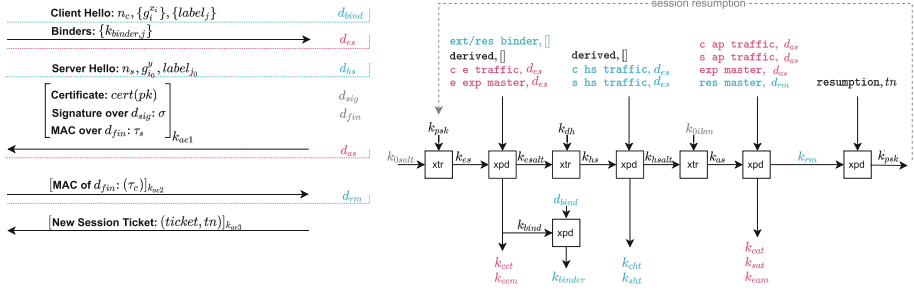 session resumption
Client Hello: n_c, {g_i^{x_i}}, {label_j}
d_bind
Binders: {k_{binder,j}}
d_es
Server Hello: n_s, g_{i_0}^y, label_{j_0}
d_hs
Certificate: cert(pk)
d_sig
Signature over d_sig: σ
d_fin
MAC over d_fin: τ_s
k_ae1
d_as
[MAC of d_fin: (τ_c)]_{k_ae2}
d_rm
[New Session Ticket: (ticket, tn)]_{k_ae3}
ext/res binder, []
derived, []
c e traffic, d_es
e exp master, d_es
derived, []
c hs traffic, d_hs
s hs traffic, d_hs
c ap traffic, d_as
s ap traffic, d_as
exp master, d_as
res master, d_rm
resumption, tn
k_psk
k_dh
k_0ikm
k_0salt
xtr
k_es
xpd
k_esalt
xtr
k_hs
xpd
k_hsalt
xtr
k_as
xpd
k_rm
xpd
k_psk
d_bind
k_bind
xpd
k_cet
k_eem
k_binder
k_cht
k_sht
k_cat
k_sat
k_eam